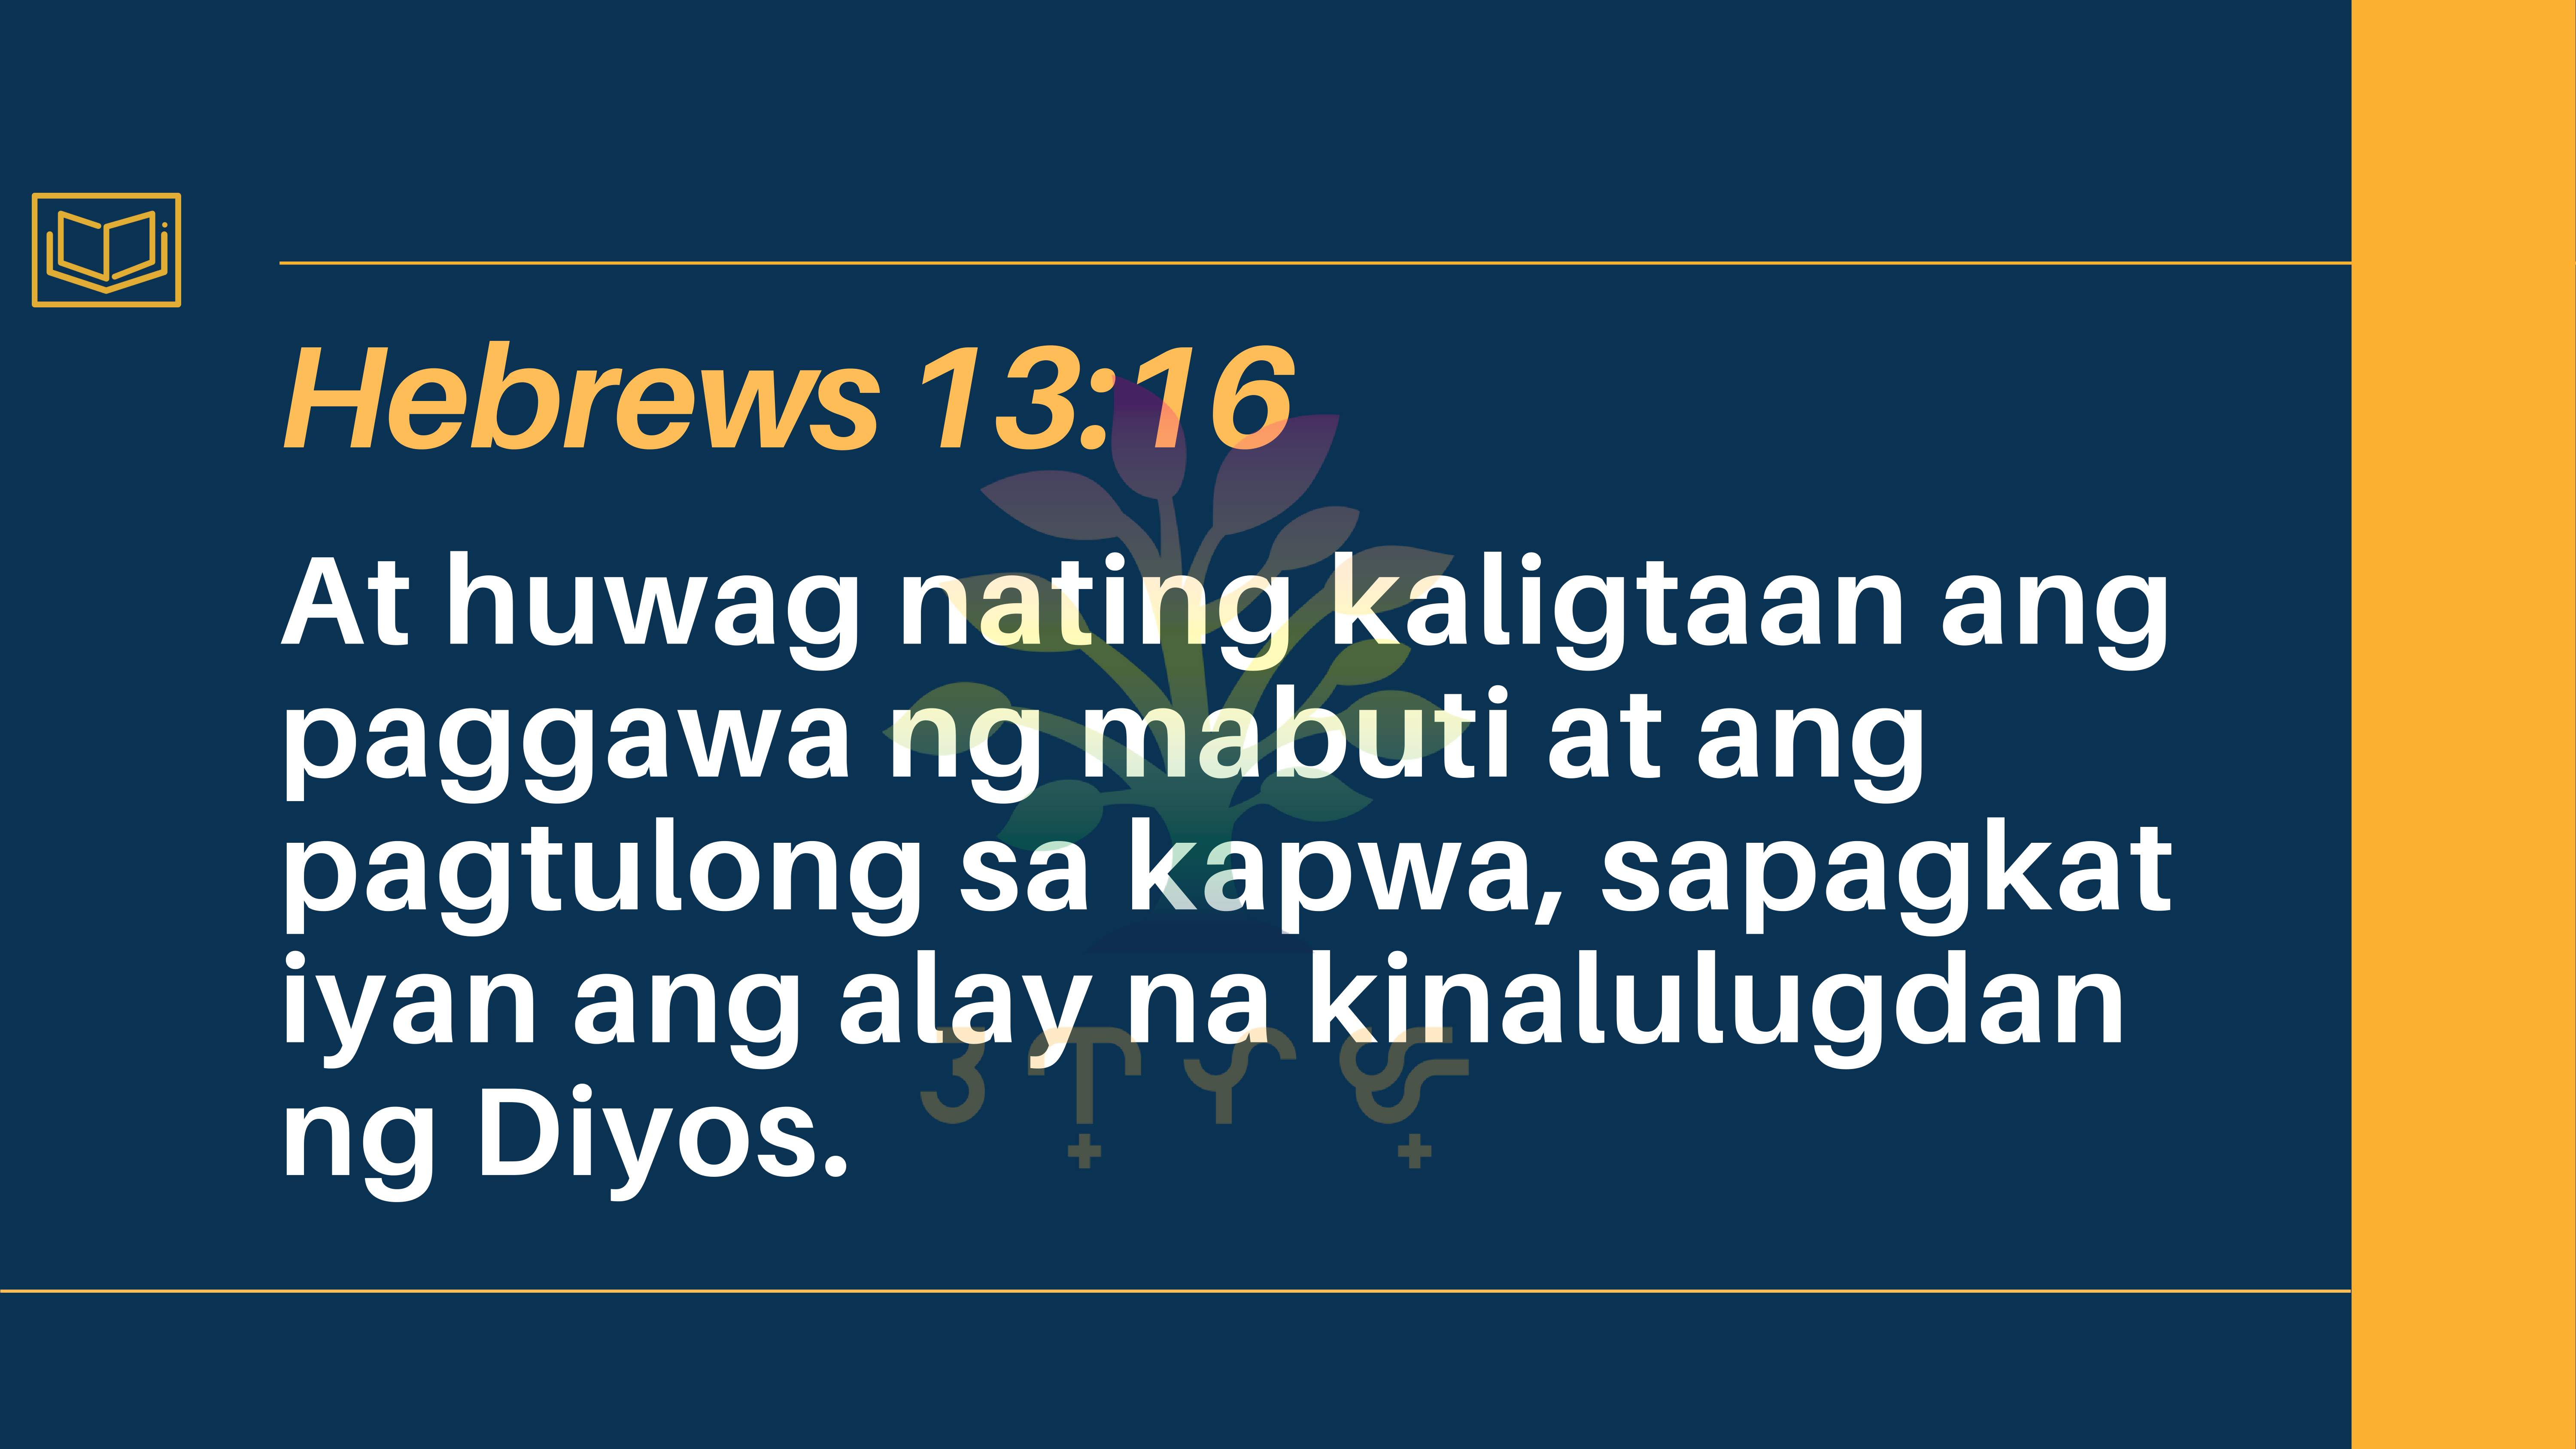 Hebrews 13:16
At huwag nating kaligtaan ang
paggawa ng mabuti at ang
pagtulong sa kapwa, sapagkat
iyan ang alay na kinalulugdan
ng Diyos.